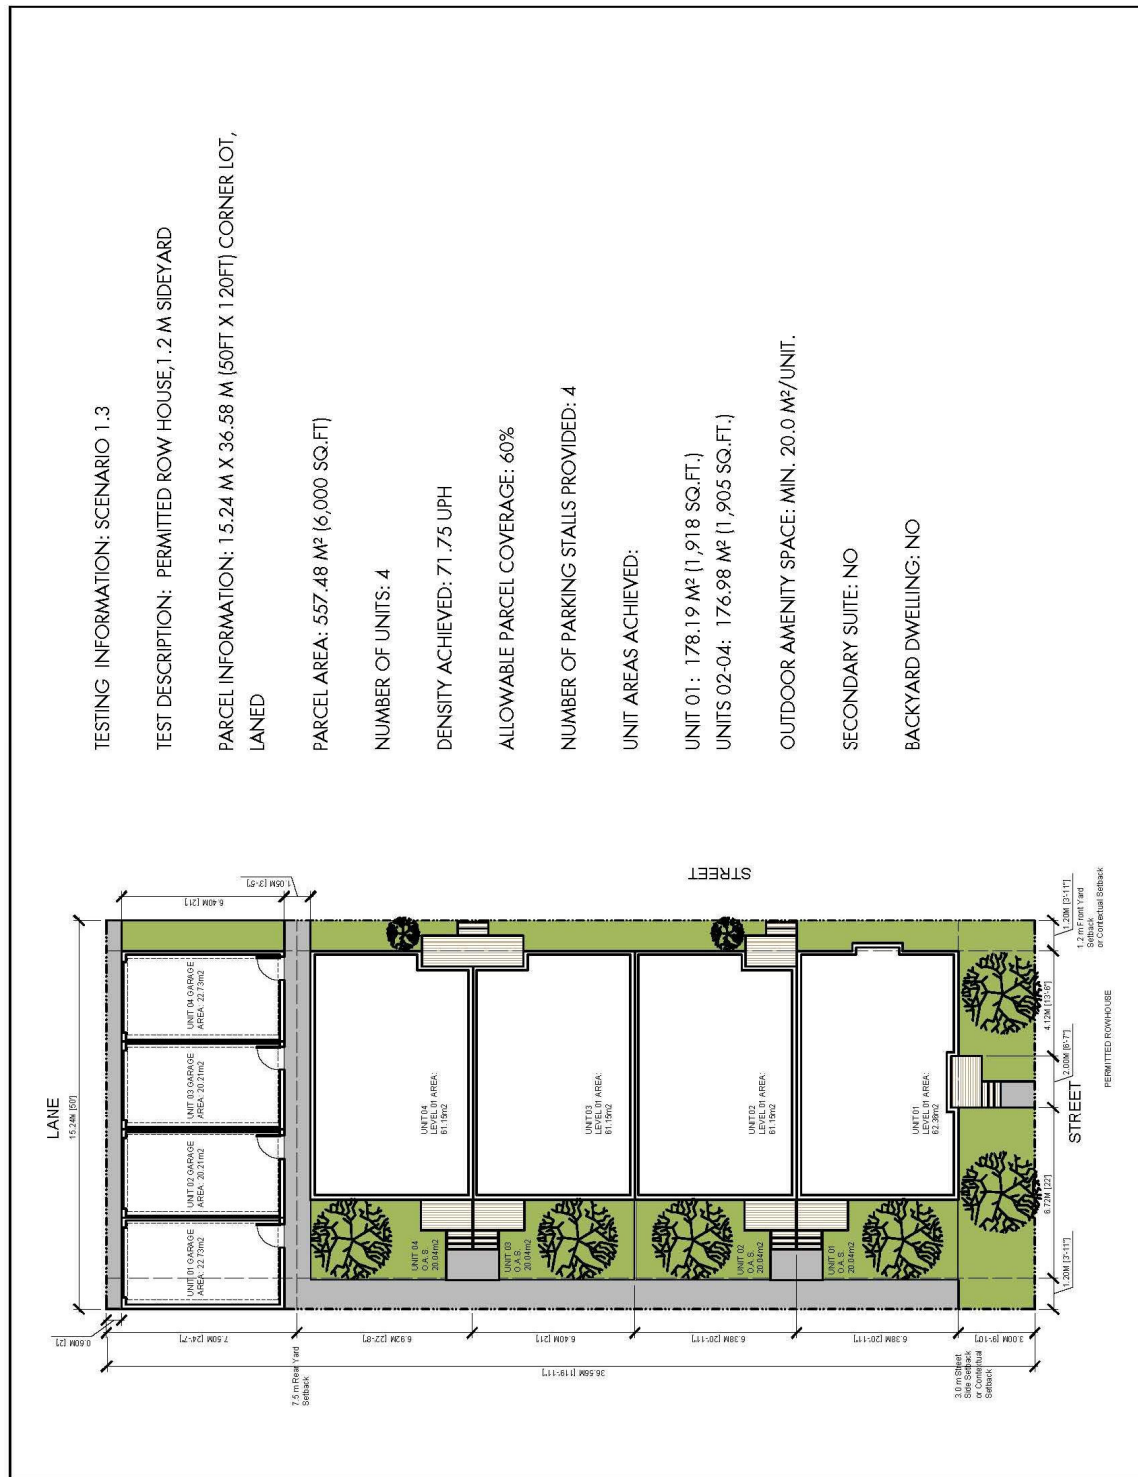 TESTING INFORMATION: SCENARIO 1.3
TEST DESCRIPTION: PERMITTED ROW HOUSE,1.2 M SIDEYARD
PARCEL INFORMATION: 15.24 M X 36.58 M (50FT X 120FT) CORNER LOT,
LANED
PARCEL AREA: 557.48 M² (6,000 SQ.FT)
NUMBER OF UNITS: 4
DENSITY ACHIEVED: 71.75 UPH
ALLOWABLE PARCEL COVERAGE: 60%
NUMBER OF PARKING STALLS PROVIDED: 4
UNIT AREAS ACHIEVED:
UNIT 01: 178.19 M² (1,918 SQ.FT.)
UNITS 02-04: 176.98 M² (1,905 SQ.FT.)
OUTDOOR AMENITY SPACE: MIN. 20.0 M²/UNIT.
SECONDARY SUITE: NO
BACKYARD DWELLING: NO
LANE
15.24M [50']
0.60M [2']
6.40M [21']
1.05M [3'-5"]
UNIT 01 GARAGE
AREA: 22.73m2
UNIT 02 GARAGE
AREA: 20.21m2
UNIT 03 GARAGE
AREA: 20.21m2
UNIT 04 GARAGE
AREA: 22.73m2
7.50M [24'-7"]
7.5 m Rear Yard
Setback
6.92M [22'-8"]
6.40M [21']
6.38M [20'-11"]
6.38M [20'-11"]
3.00M [9'-10"]
36.56M [119'-11"]
3.0 m Street
Side Setback
or Contextual
Setback
UNIT 04
O.A.S.
20.04m2
UNIT 03
O.A.S.
20.04m2
UNIT 02
O.A.S.
20.04m2
UNIT 01
O.A.S.
20.04m2
UNIT 04
LEVEL 01 AREA:
61.15m2
UNIT 03
LEVEL 01 AREA:
61.15m2
UNIT 02
LEVEL 01 AREA:
61.15m2
UNIT 01
LEVEL 01 AREA:
62.39m2
STREET
1.20M [3'-11"]
6.72M [22']
2.00M [6'-7"]
4.12M [13'-6"]
1.20M [3'-11"]
1.2 m Front Yard
Setback
or Contextual Setback
STREET
PERMITTED ROWHOUSE